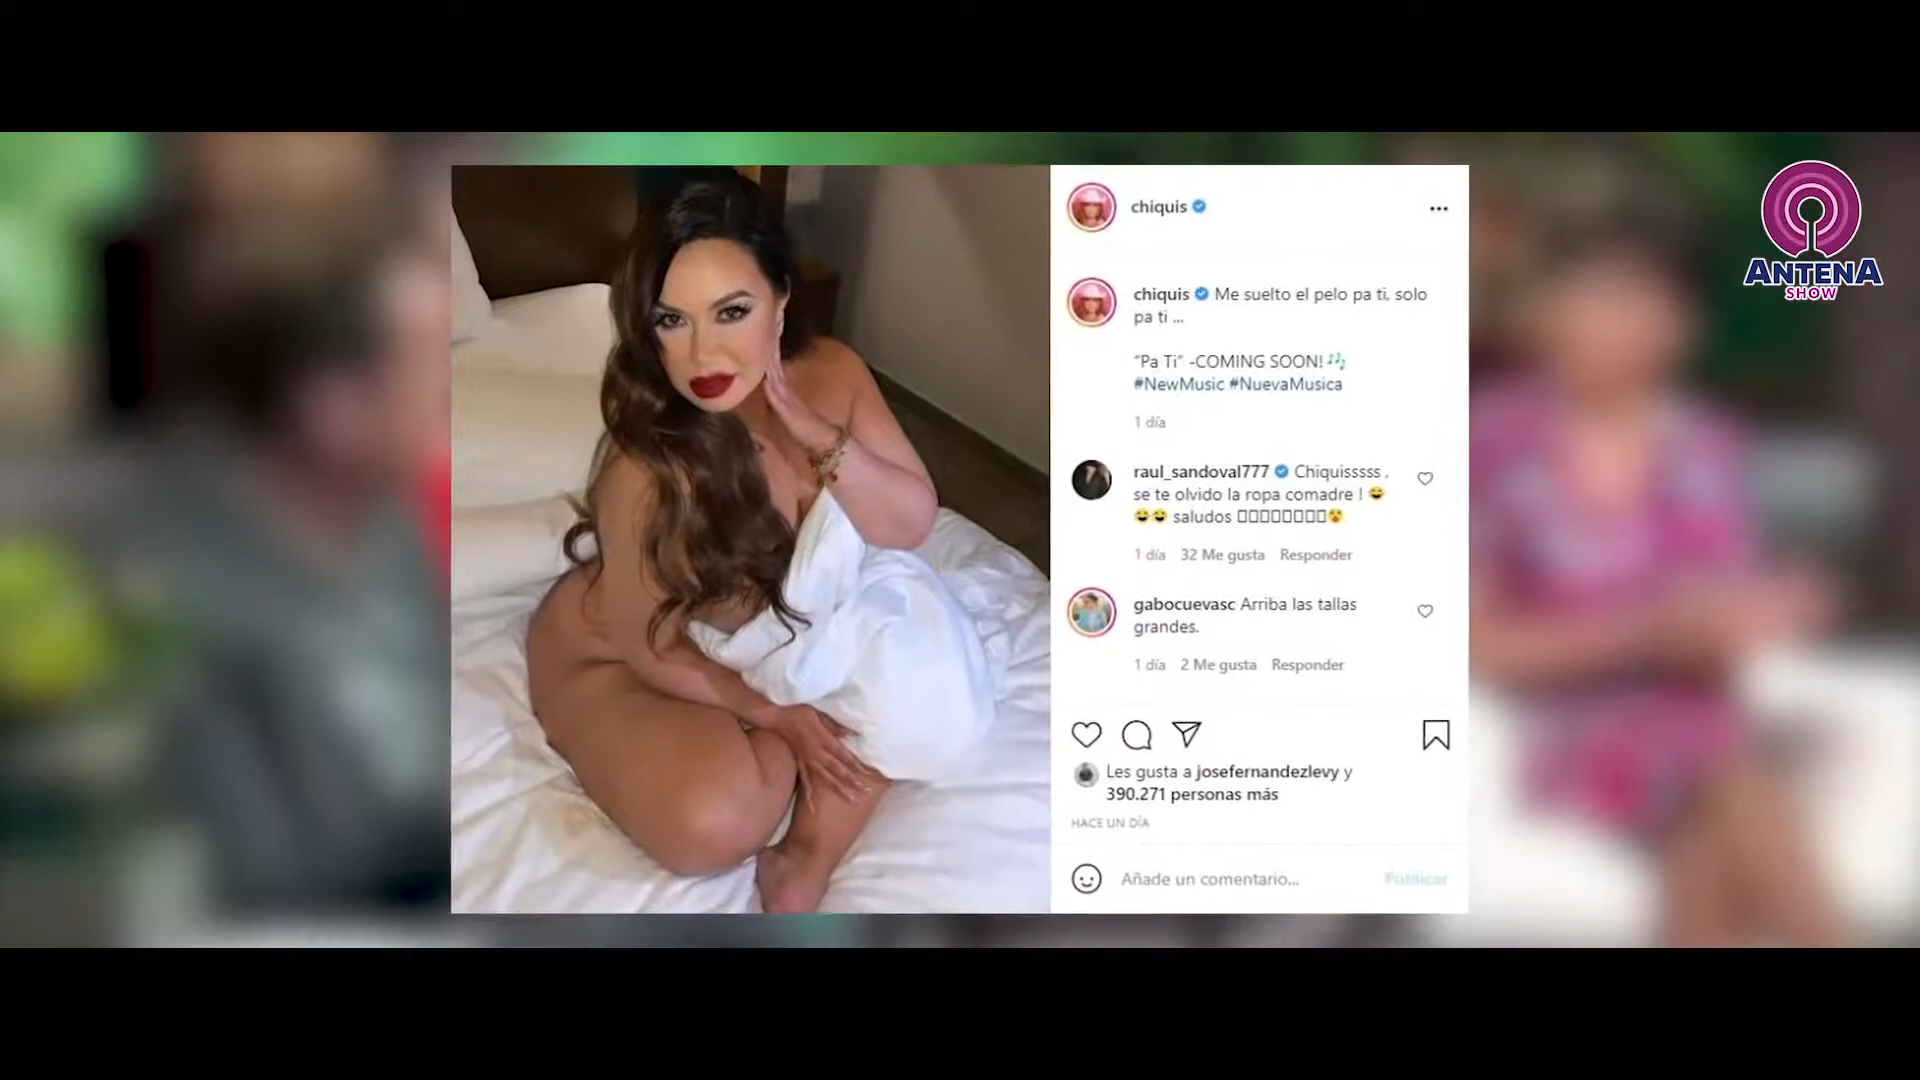 ANTENA
SHOW
chiquis
chiquis Me suelto el pelo pa ti, solo
pa ti ...
"Pa Ti" -COMING SOON! 🎶
#NewMusic #NuevaMusica
1 día
raul_sandoval777 Chiquisssss ,
se te olvido la ropa comadre ! 😂
😂😂 saludos 😲
1 día 32 Me gusta Responder
gabocuevasc Arriba las tallas
grandes.
1 día 2 Me gusta Responder
Les gusta a josefernandezlevy y
390.271 personas más
HACE UN DÍA
Añade un comentario... Publicar